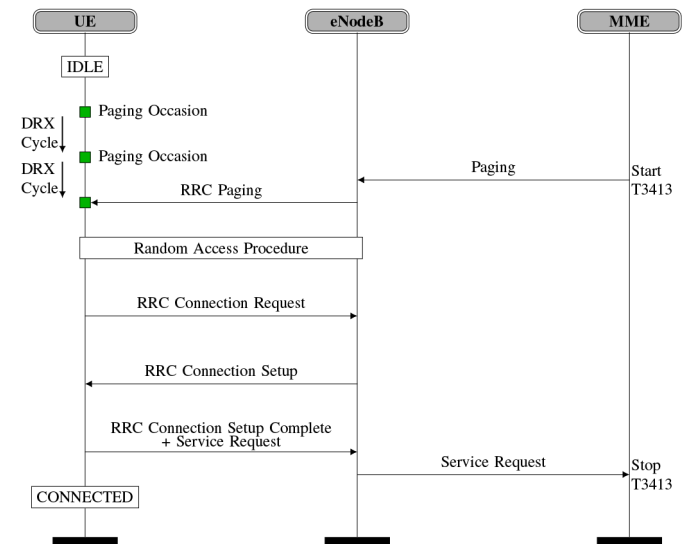 UE
eNodeB
MME
IDLE
Paging Occasion
DRX
Cycle
Paging Occasion
DRX
Cycle
Paging
Start
T3413
RRC Paging
Random Access Procedure
RRC Connection Request
RRC Connection Setup
RRC Connection Setup Complete
+ Service Request
Service Request
Stop
T3413
CONNECTED